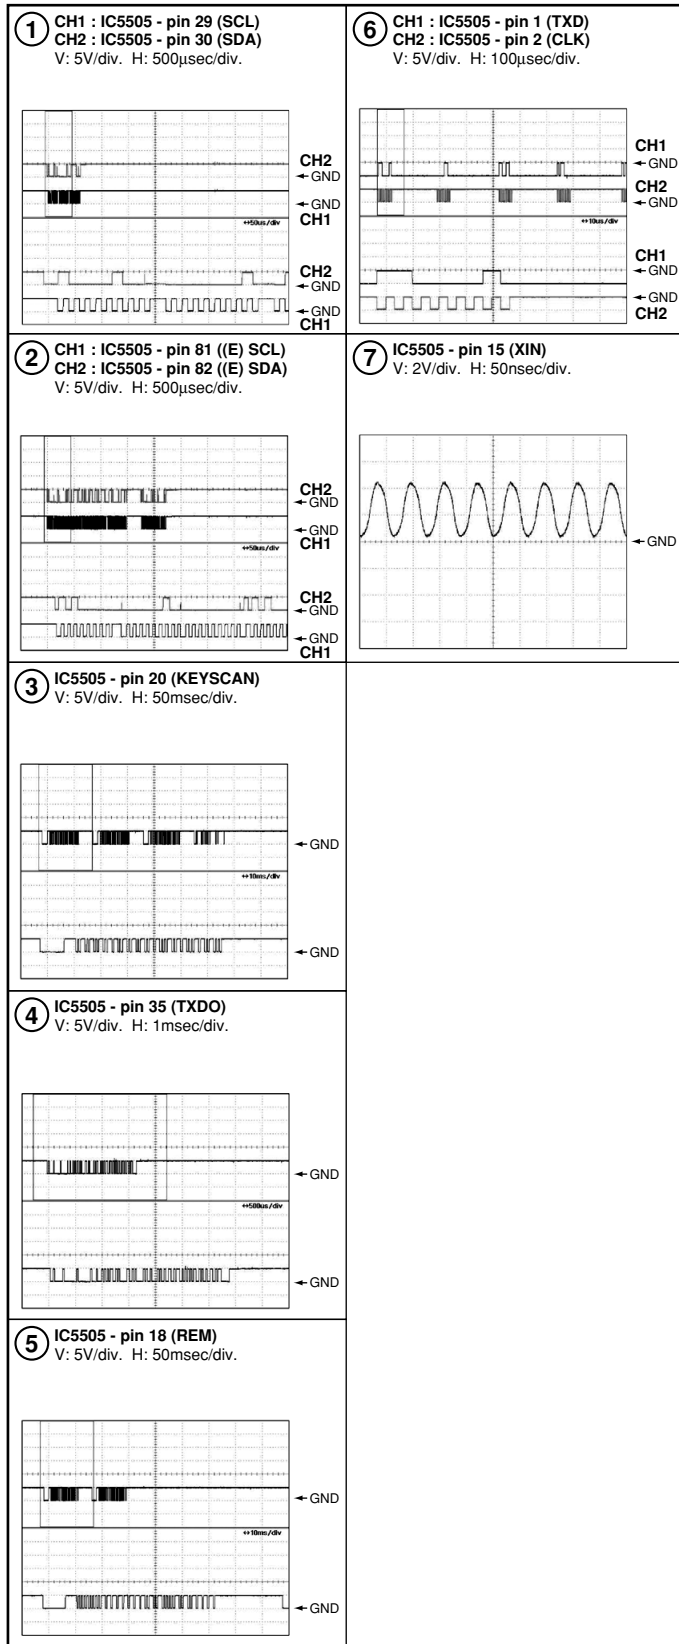 1
CH1 : IC5505 - pin 29 (SCL)
CH2 : IC5505 - pin 30 (SDA)
V: 5V/div. H: 500µsec/div.
CH2
GND
GND
CH1
↔50us/div
CH2
GND
GND
CH1
2
CH1 : IC5505 - pin 81 ((E) SCL)
CH2 : IC5505 - pin 82 ((E) SDA)
V: 5V/div. H: 500µsec/div.
CH2
GND
GND
CH1
↔50us/div
CH2
GND
GND
CH1
3
IC5505 - pin 20 (KEYSCAN)
V: 5V/div. H: 50msec/div.
GND
↔10ms/div
GND
4
IC5505 - pin 35 (TXDO)
V: 5V/div. H: 1msec/div.
GND
↔500us/div
GND
5
IC5505 - pin 18 (REM)
V: 5V/div. H: 50msec/div.
GND
↔10ms/div
GND
6
CH1 : IC5505 - pin 1 (TXD)
CH2 : IC5505 - pin 2 (CLK)
V: 5V/div. H: 100µsec/div.
CH1
GND
CH2
GND
↔10us/div
CH1
GND
GND
CH2
7
IC5505 - pin 15 (XIN)
V: 2V/div. H: 50nsec/div.
GND